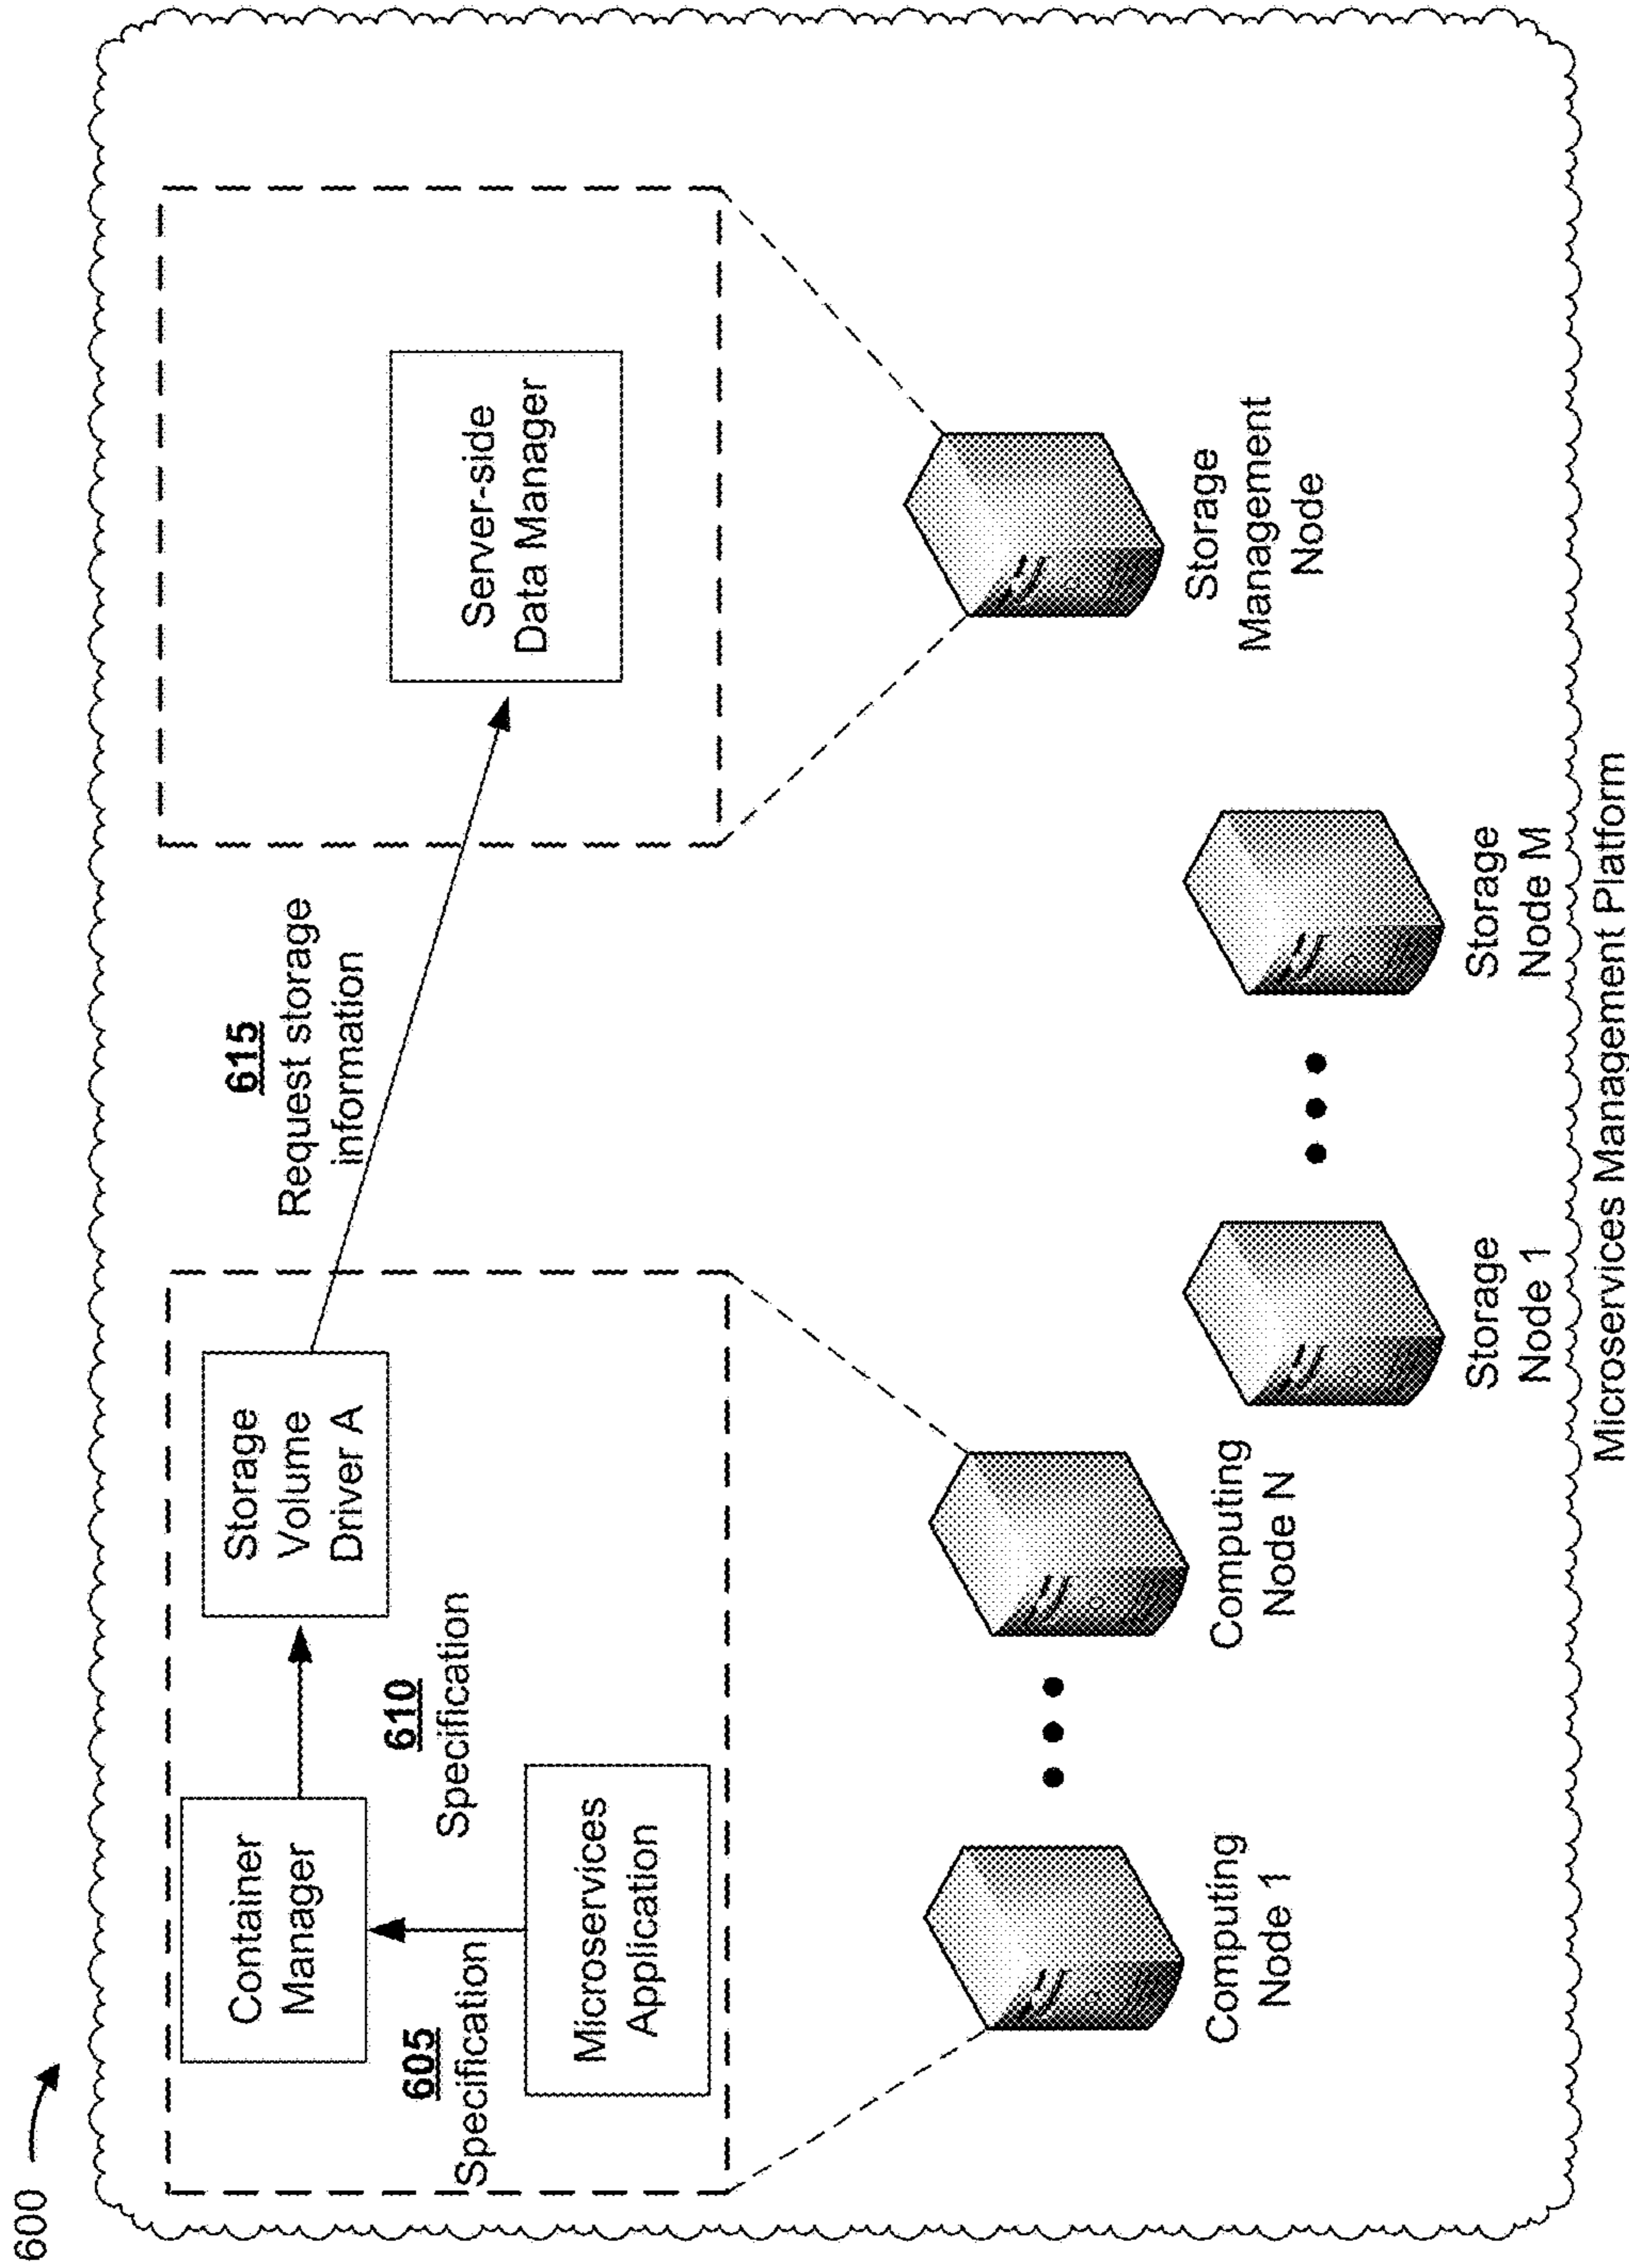 600
Container
Manager
Storage
Volume
Driver A
615
Request storage
information
Server-side
Data Manager
605
Specification
610
Specification
Microservices
Application
Computing
Node 1
Computing
Node N
Storage
Node 1
Storage
Node M
Storage
Management
Node
Microservices Management Platform